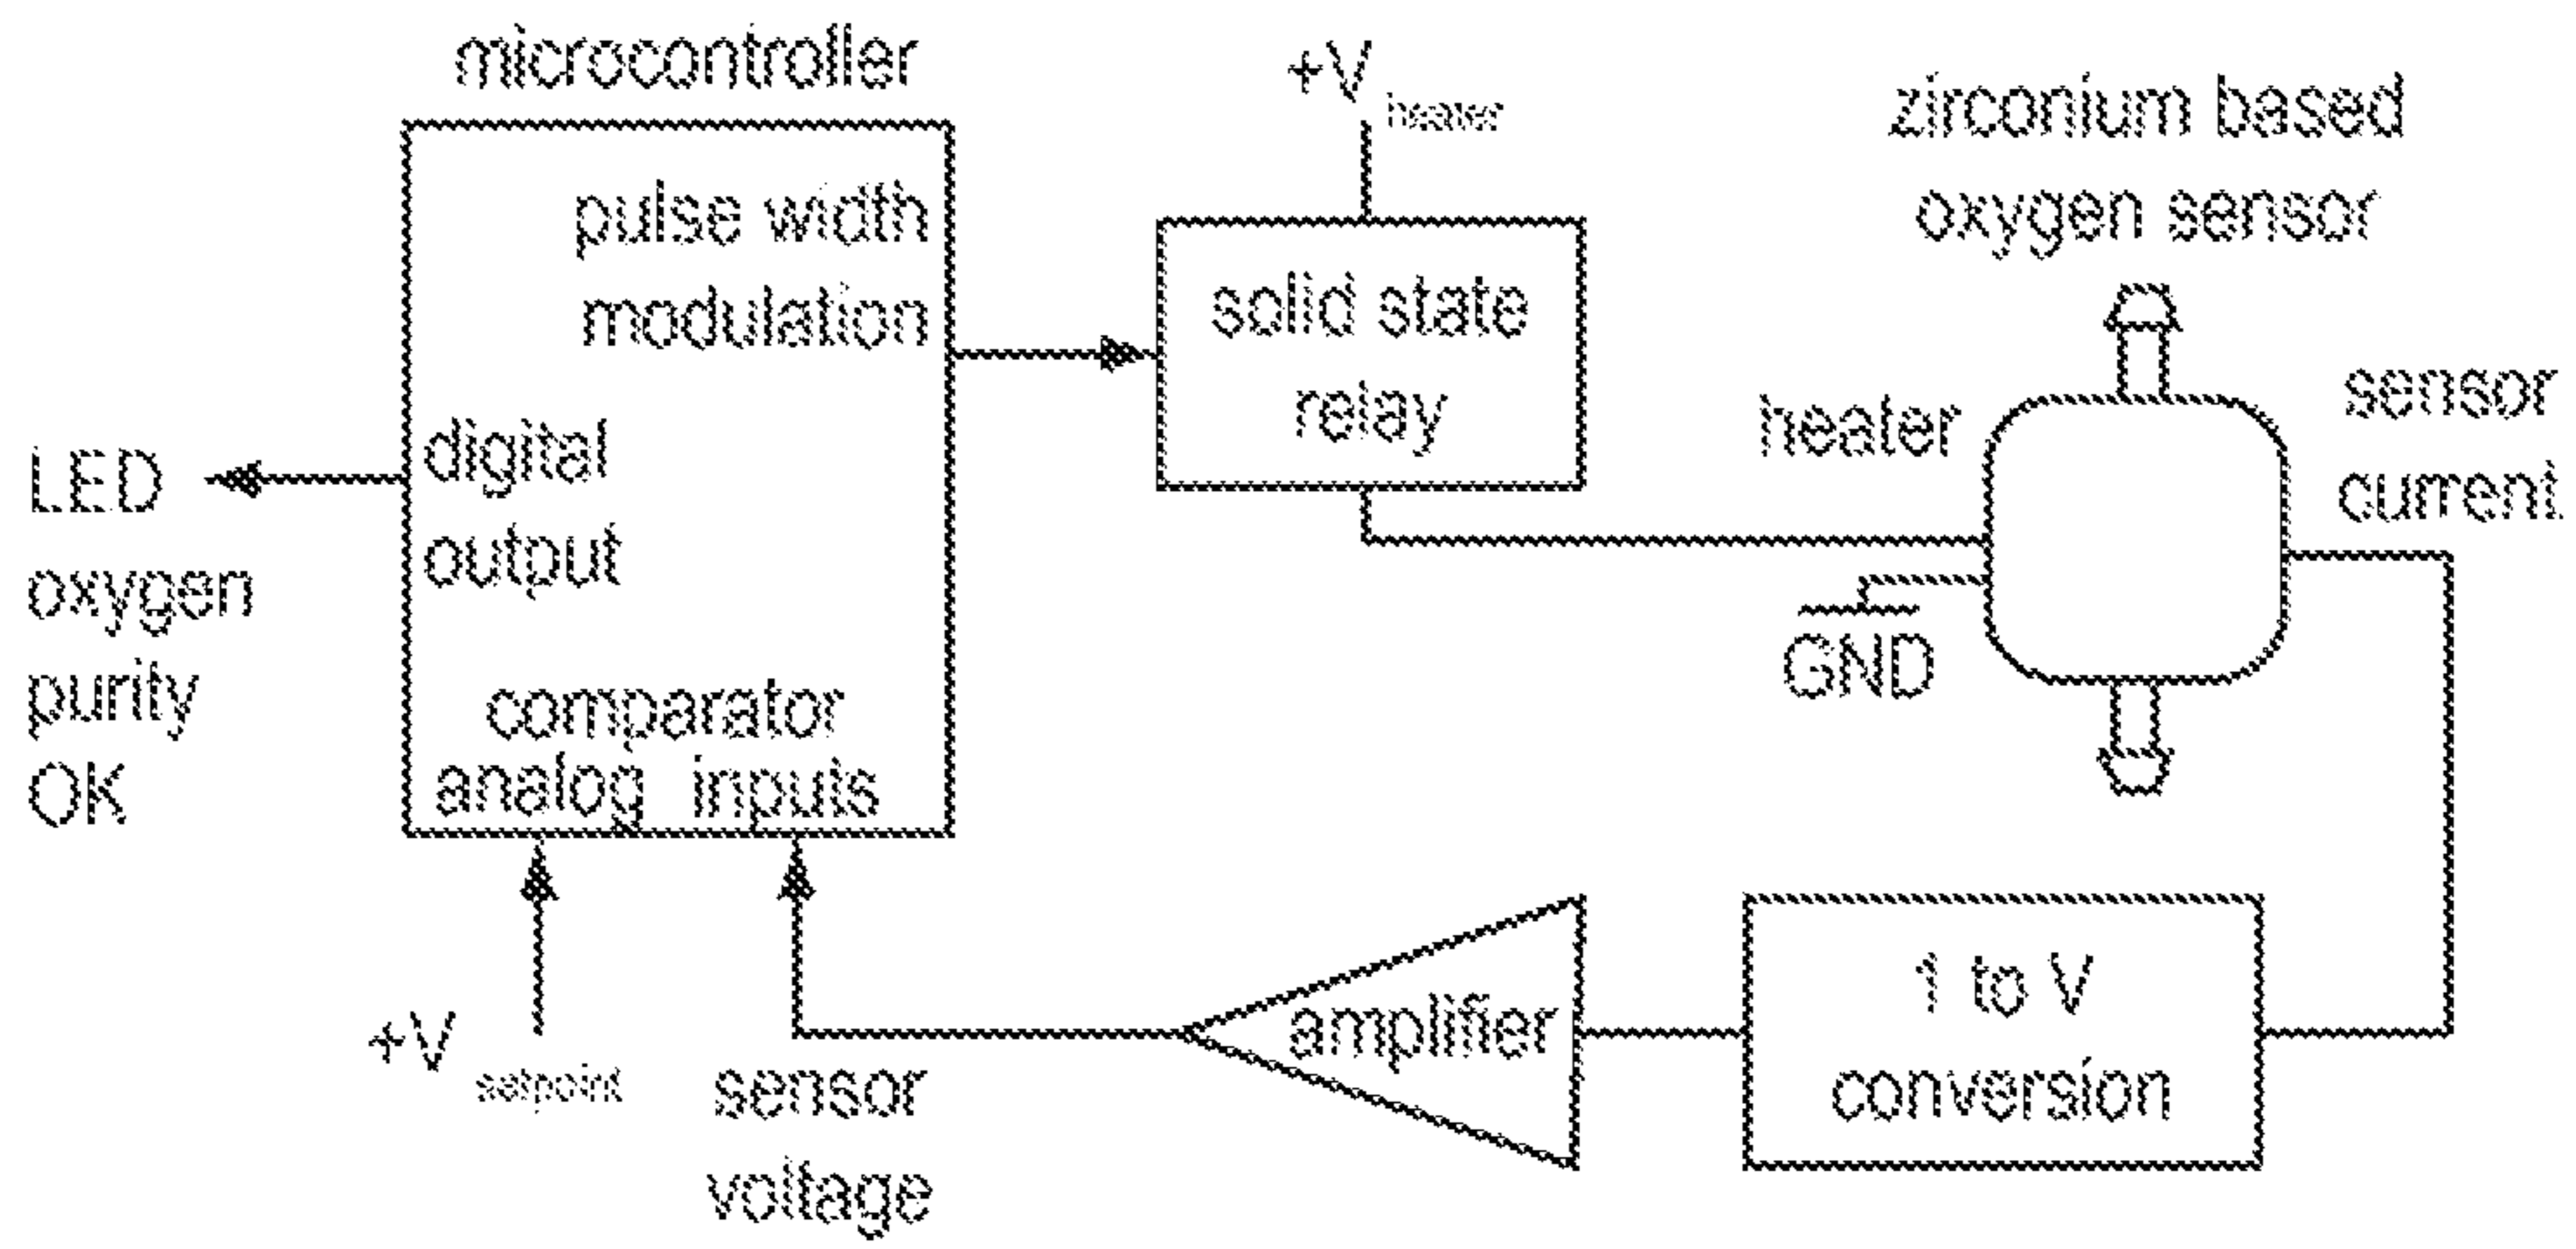 microcontroller
pulse width
modulation
digital
output
comparator
analog inputs
LED
oxygen
purity
OK
+V heater
solid state
relay
zirconium based
oxygen sensor
heater
sensor
current
GND
+V setpoint
sensor
voltage
amplifier
1 to V
conversion